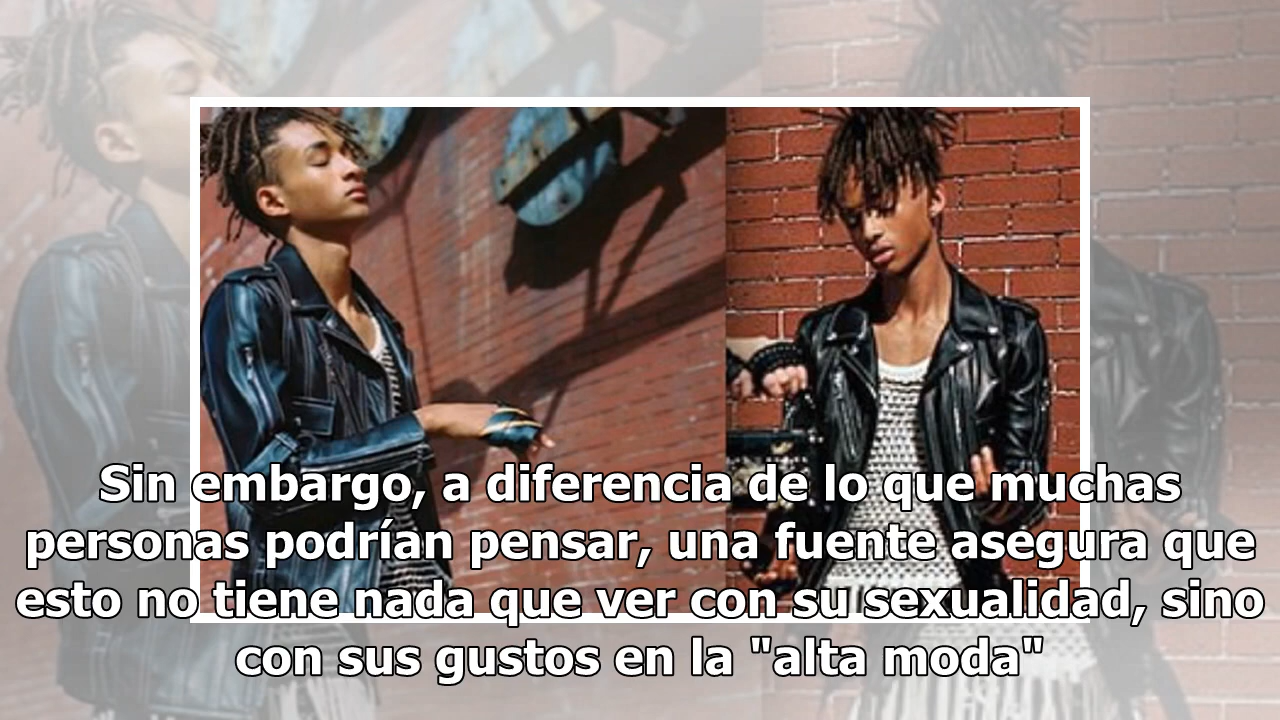 Sin embargo, a diferencia de lo que muchas
personas podrían pensar, una fuente asegura que
esto no tiene nada que ver con su sexualidad, sino
con sus gustos en la "alta moda"